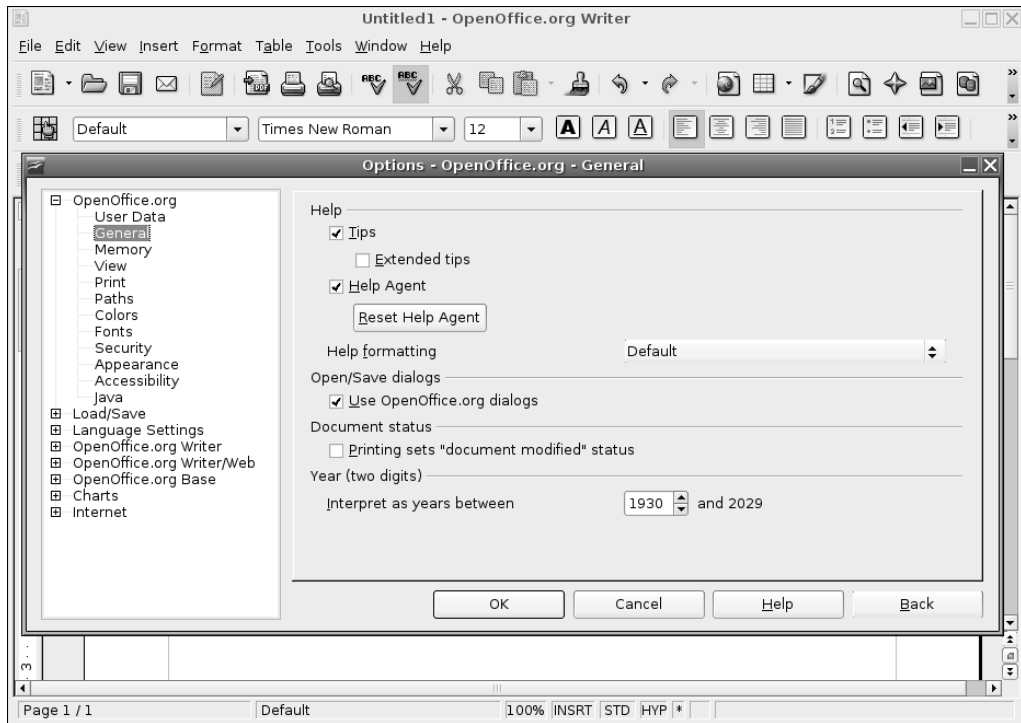 Untitled1 - OpenOffice.org Writer
File Edit View Insert Format Table Tools Window Help
PDF ABC ABC
Default Times New Roman 12 A A A
Options - OpenOffice.org - General
OpenOffice.org
User Data
General
Memory
View
Print
Paths
Colors
Fonts
Security
Appearance
Accessibility
Java
Load/Save
Language Settings
OpenOffice.org Writer
OpenOffice.org Writer/Web
OpenOffice.org Base
Charts
Internet
Help
Tips
Extended tips
Help Agent
Reset Help Agent
Help formatting Default
Open/Save dialogs
Use OpenOffice.org dialogs
Document status
Printing sets "document modified" status
Year (two digits)
Interpret as years between 1930 and 2029
OK Cancel Help Back
3
Page 1 / 1 Default 100% INSRT STD HYP *